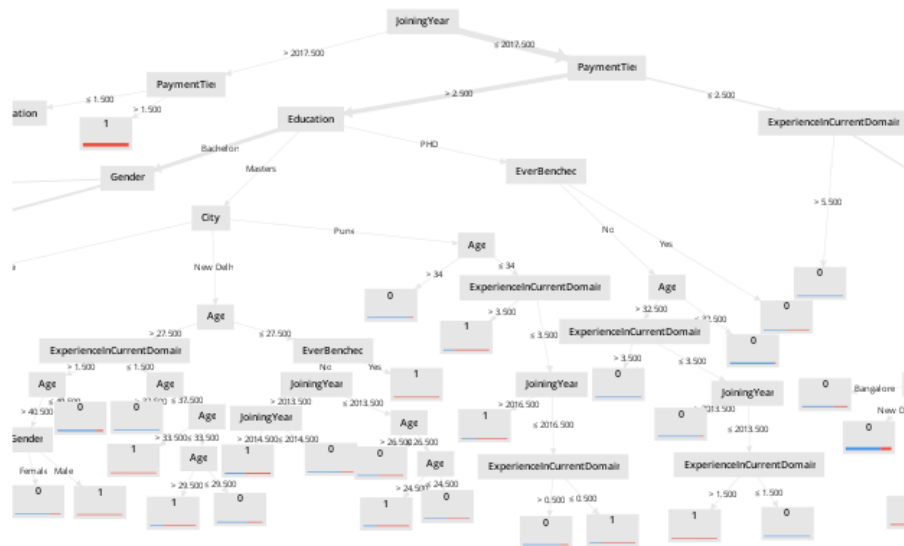 JoiningYear
> 2017.500
≤ 2017.500
PaymentTier
PaymentTier
≤ 1.500
> 1.500
> 2.500
≤ 2.500
ation
1
Education
ExperienceInCurrentDomain
Bachelors
Masters
PHD
Gender
EverBenchec
> 5.500
City
Pune
No
Yes
Age
New Delhi
> 34
≤ 34
0
Age
0
ExperienceInCurrentDomain
> 32.500
0
0
Age
> 3.500
≤ 3.500
ExperienceInCurrentDomain
> 27.500
≤ 27.500
1
0
ExperienceInCurrentDomain
EverBenchec
> 3.500
≤ 3.500
> 1.500
≤ 1.500
No
Yes
Age
Age
JoiningYear
1
JoiningYear
0
JoiningYear
0
Bangalore
≤ 37.500
> 2013.500
≤ 2013.500
> 2016.500
> 40.500
0
0
Age
JoiningYear
Age
1
≤ 2016.500
0
≤ 2013.500
New D
0
Gender
> 33.500
≤ 33.500
> 2014.500
≤ 2014.500
> 26.500
1
Age
1
0
0
Age
ExperienceInCurrentDomain
ExperienceInCurrentDomain
Female
Male
> 29.500
≤ 29.500
> 24.500
≤ 24.500
0
1
> 0.500
≤ 0.500
> 1.500
≤ 1.500
1
0
1
0
0
1
1
0